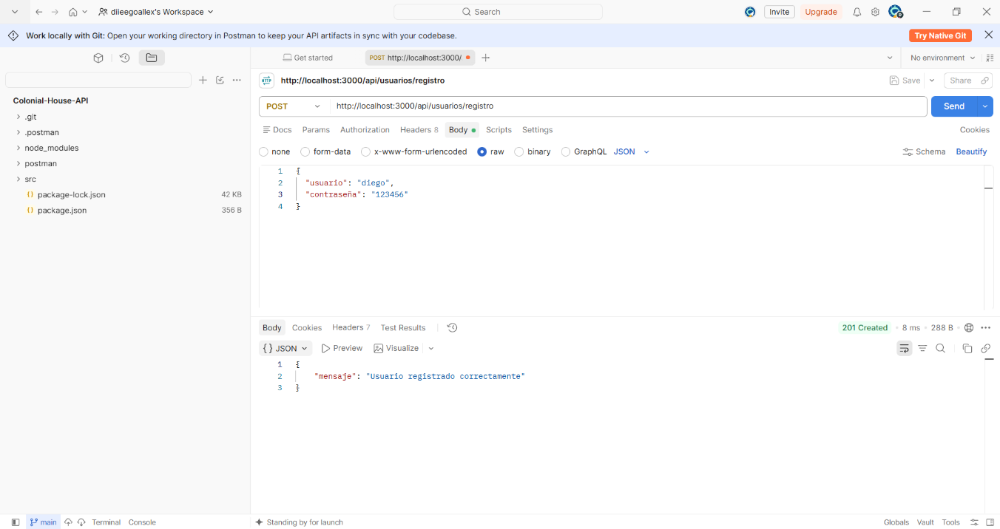 diieegoallex's Workspace
Search
Invite
Upgrade
Work locally with Git: Open your working directory in Postman to keep your API artifacts in sync with your codebase.
Try Native Git
Get started
POST http://localhost:3000/
No environment
HTTP http://localhost:3000/api/usuarios/registro
Save
Share
Colonial-House-API
.git
.postman
node_modules
postman
src
package-lock.json 42 KB
package.json 356 B
POST http://localhost:3000/api/usuarios/registro
Send
Docs Params Authorization Headers 8 Body Scripts Settings
Cookies
none form-data x-www-form-urlencoded raw binary GraphQL JSON
Schema Beautify
1 {
2 "usuario": "diego",
3 "contraseña": "123456"
4 }
Body Cookies Headers 7 Test Results
201 Created • 8 ms • 288 B
{} JSON Preview Visualize
1 {
2 "mensaje": "Usuario registrado correctamente"
3 }
main Terminal Console
Standing by for launch
Globals Vault Tools